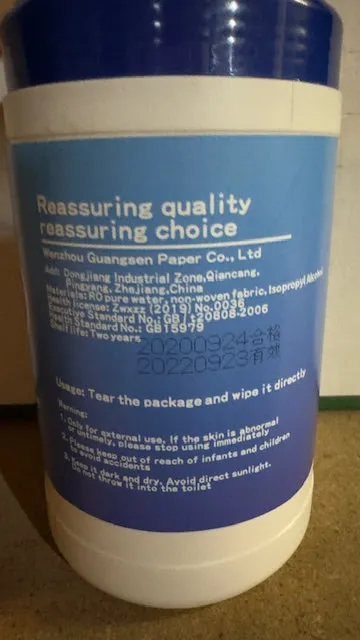 Reassuring quality
reassuring choice
Wenzhou Guangsen Paper Co., Ltd
Add: Dongjiang Industrial Zone,Qiancang,
Pingyang, Zhejiang,China
Materials: RO pure water, non-woven fabric, Isopropyl Alcohol
Health license: Zwxzz (2019) No.0036
Executive Standard No.: GB|t20808-2006
Health Standard No.: GB15979
Shelf life: Two years
20200924合格
20220923有效
Usage: Tear the package and wipe it directly
Warning:
1. Only for external use. If the skin is abnormal
or untimely, please stop using immediately
2. Please keep out of reach of infants and children
to avoid accidents
3. Keep it dark and dry. Avoid direct sunlight.
Do not throw it into the toilet